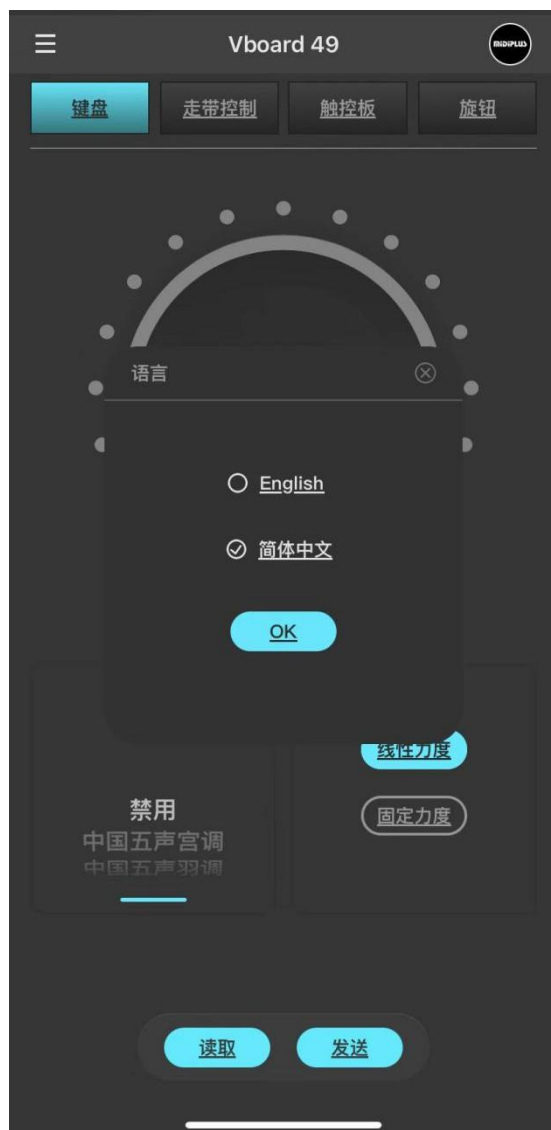 Vboard 49
MIDIPLUS
键盘 走带控制 触控板 旋钮
语言
English
简体中文
OK
线性力度
禁用
固定力度
中国五声宫调
中国五声羽调
读取 发送